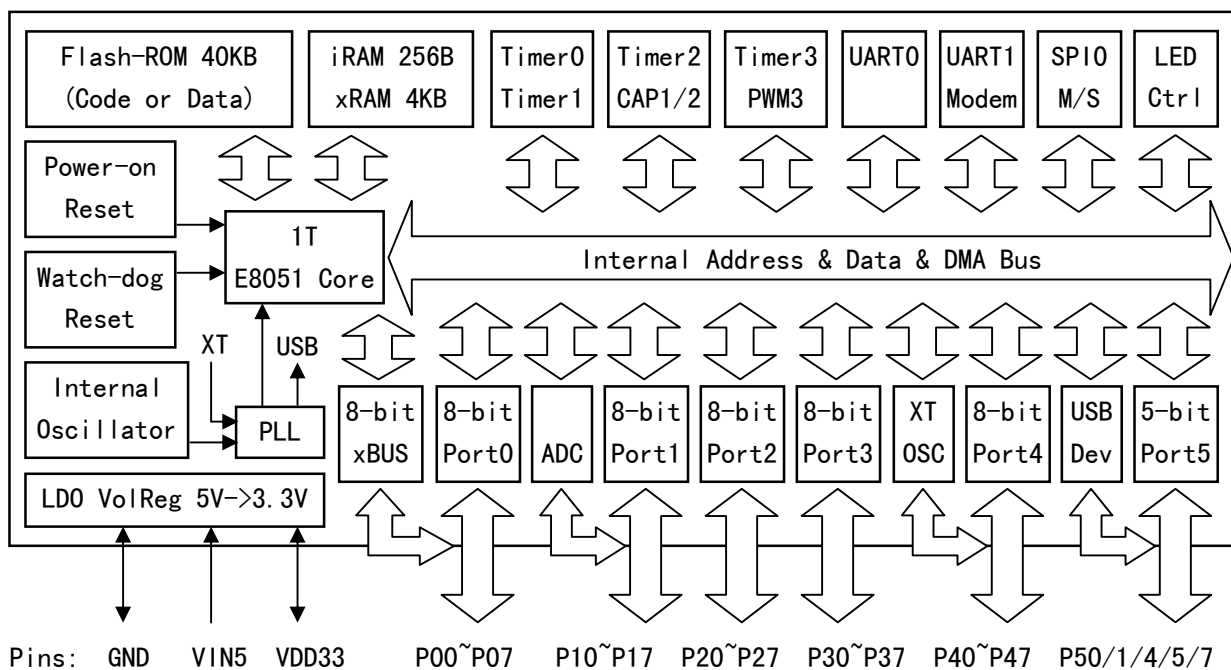 Flash-ROM 40KB
(Code or Data)
iRAM 256B
xRAM 4KB
Timer0
Timer1
Timer2
CAP1/2
Timer3
PWM3
UART0
UART1
Modem
SPI0
M/S
LED
Ctrl
Power-on
Reset
1T
E8051 Core
Internal Address & Data & DMA Bus
Watch-dog
Reset
XT
USB
Internal
Oscillator
PLL
8-bit
xBUS
8-bit
Port0
ADC
8-bit
Port1
8-bit
Port2
8-bit
Port3
XT
OSC
8-bit
Port4
USB
Dev
5-bit
Port5
LDO VolReg 5V->3.3V
Pins: GND VIN5 VDD33 P00~P07 P10~P17 P20~P27 P30~P37 P40~P47 P50/1/4/5/7